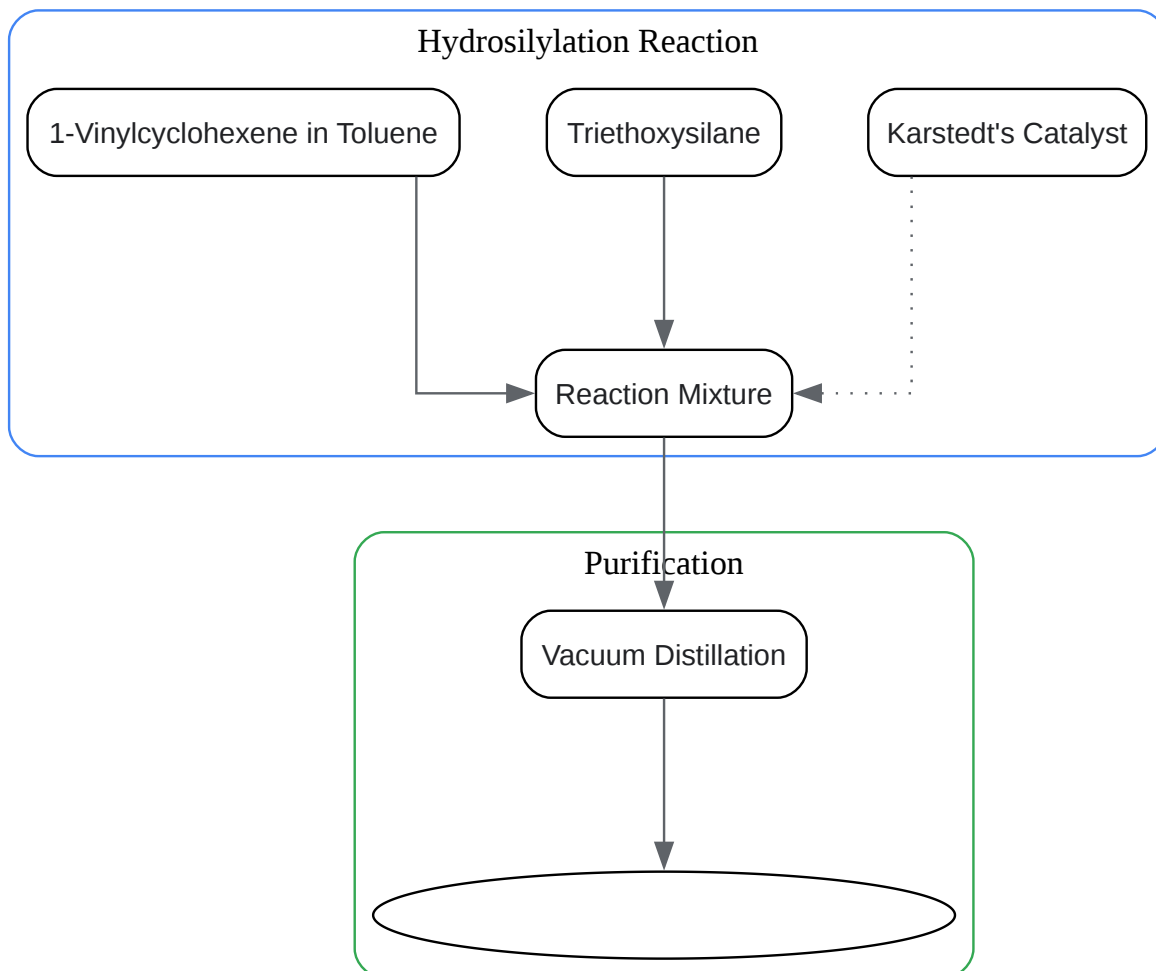 Hydrosilylation Reaction
1-Vinylcyclohexene in Toluene
Triethoxysilane
Karstedt's Catalyst
Reaction Mixture
Purification
Vacuum Distillation